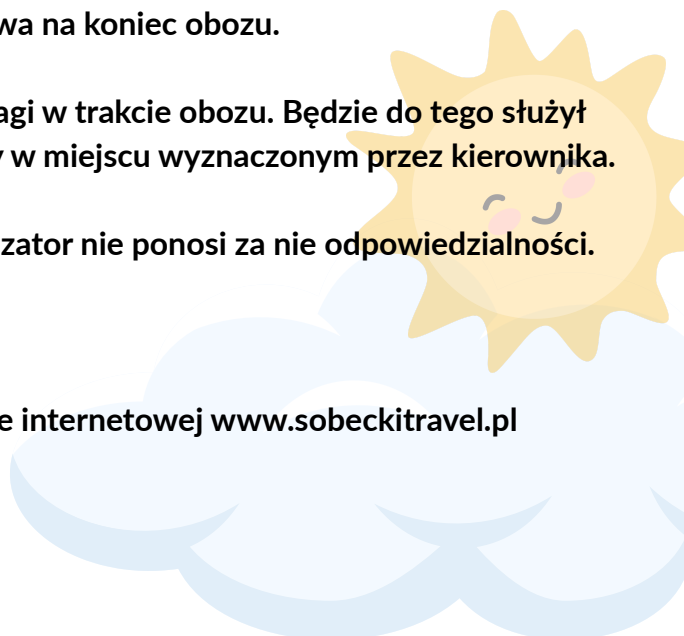 wa na koniec obozu.
agi w trakcie obozu. Będzie do tego służył
w miejscu wyznaczonym przez kierownika.
zator nie ponosi za nie odpowiedzialności.
e internetowej www.sobeckitravel.pl